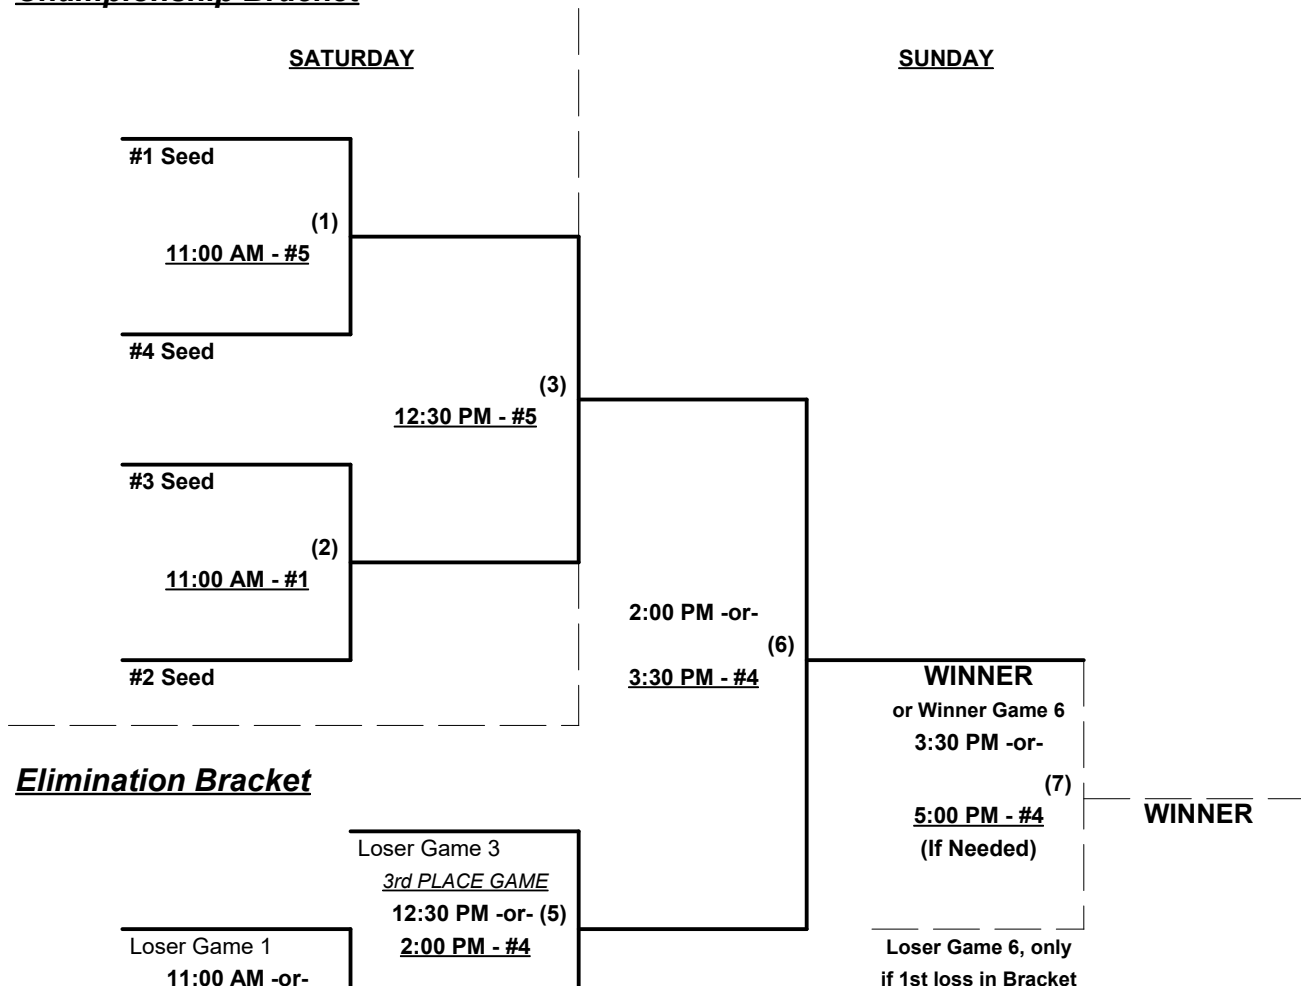 Championship Bracket
SATURDAY
SUNDAY
#1 Seed
(1)
11:00 AM - #5
#4 Seed
(3)
12:30 PM - #5
#3 Seed
(2)
11:00 AM - #1
#2 Seed
2:00 PM -or-
(6)
3:30 PM - #4
WINNER
or Winner Game 6
3:30 PM -or-
(7)
5:00 PM - #4
(If Needed)
WINNER
Elimination Bracket
Loser Game 3
3rd PLACE GAME
12:30 PM -or- (5)
2:00 PM - #4
Loser Game 1
11:00 AM -or-
Loser Game 6, only
if 1st loss in Bracket